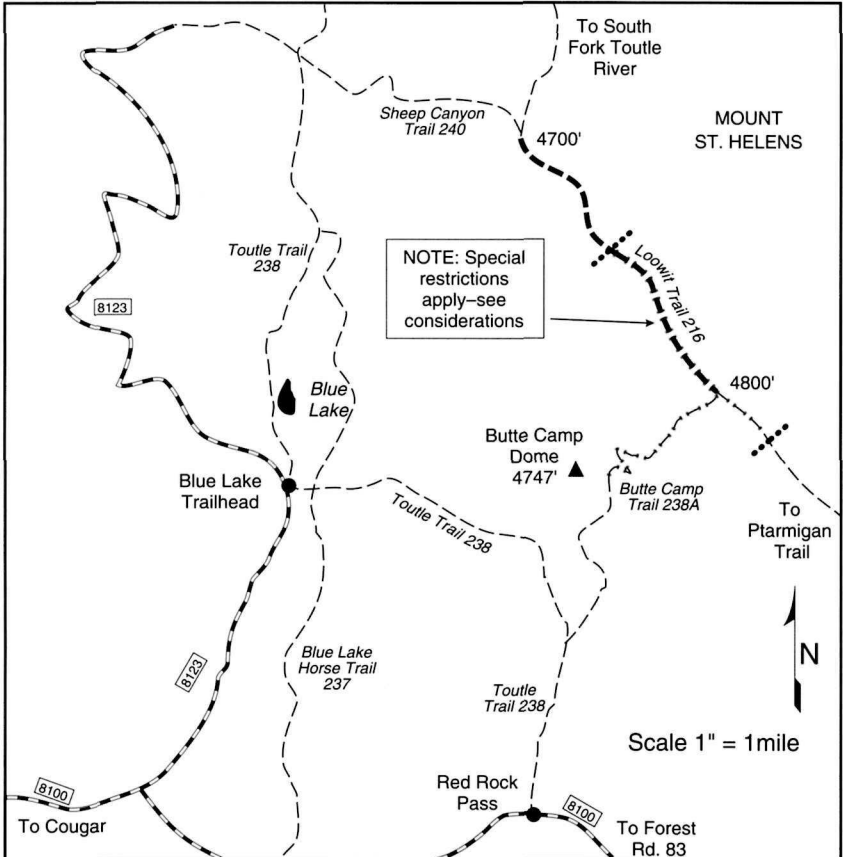 To South
Fork Toutle
River
MOUNT
ST. HELENS
Sheep Canyon
Trail 240
4700'
Toutle Trail
238
NOTE: Special
restrictions
apply–see
considerations
Loowit Trail 216
8123
4800'
Blue
Lake
Butte Camp
Dome
4747'
Blue Lake
Trailhead
Butte Camp
Trail 238A
Toutle Trail 238
To
Ptarmigan
Trail
N
Blue Lake
Horse Trail
237
8123
Toutle
Trail 238
Scale 1" = 1mile
Red Rock
Pass
8100
8100
To Cougar
To Forest
Rd. 83